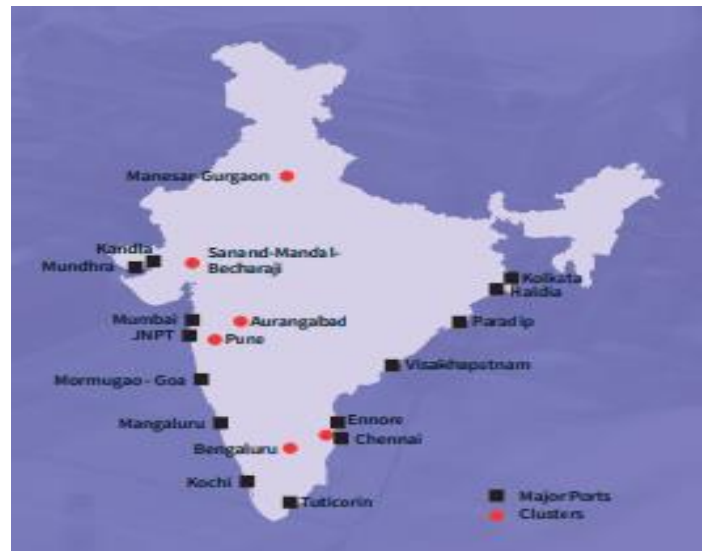 Manesar-Gurgaon
Kandla
Sanand-Mandal-
Becharaji
Mundhra
Kolkata
Haldia
Mumbai
Aurangabad
Paradip
JNPT
Pune
Visakhapatnam
Mormugao - Goa
Mangaluru
Ennore
Chennai
Bengaluru
Kochi
Tuticorin
Major Ports
Clusters